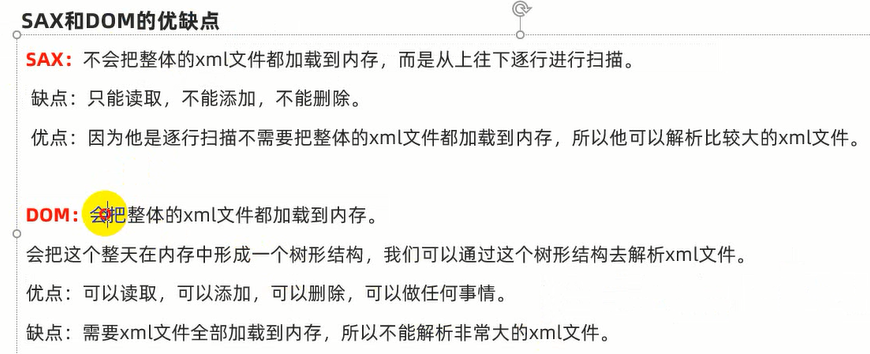 SAX和DOM的优缺点
SAX：不会把整体的xml文件都加载到内存，而是从上往下逐行进行扫描。
缺点：只能读取，不能添加，不能删除。
优点：因为他是逐行扫描不需要把整体的xml文件都加载到内存，所以他可以解析比较大的xml文件。
DOM：会把整体的xml文件都加载到内存。
会把这个整天在内存中形成一个树形结构，我们可以通过这个树形结构去解析xml文件。
优点：可以读取，可以添加，可以删除，可以做任何事情。
缺点：需要xml文件全部加载到内存，所以不能解析非常大的xml文件。